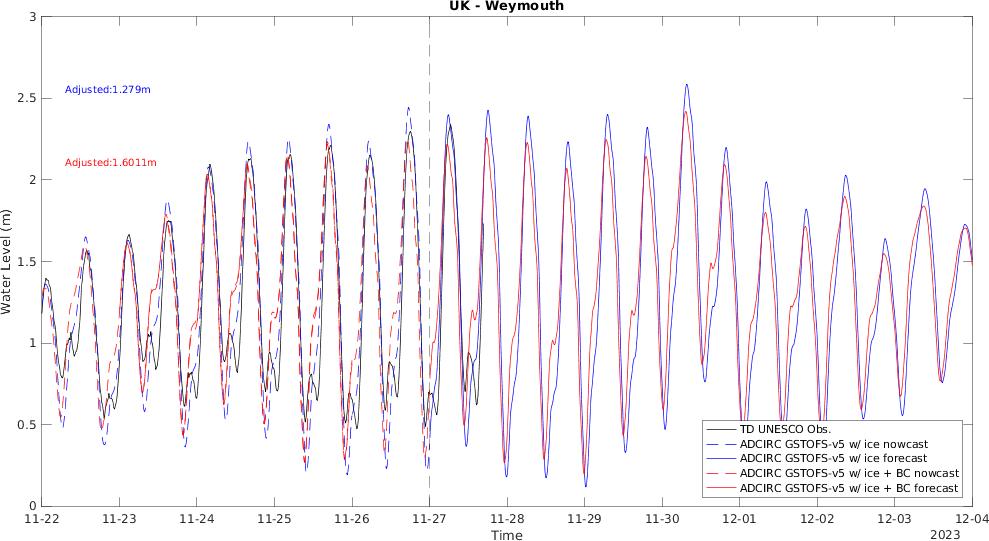 UK - Weymouth
Water Level (m)
3
2.5
2
1.5
1
0.5
0
Adjusted:1.279m
Adjusted:1.6011m
TD UNESCO Obs.
ADCIRC GSTOFS-v5 w/ ice nowcast
ADCIRC GSTOFS-v5 w/ ice forecast
ADCIRC GSTOFS-v5 w/ ice + BC nowcast
ADCIRC GSTOFS-v5 w/ ice + BC forecast
11-22 11-23 11-24 11-25 11-26 11-27 11-28 11-29 11-30 12-01 12-02 12-03 12-04
Time
2023